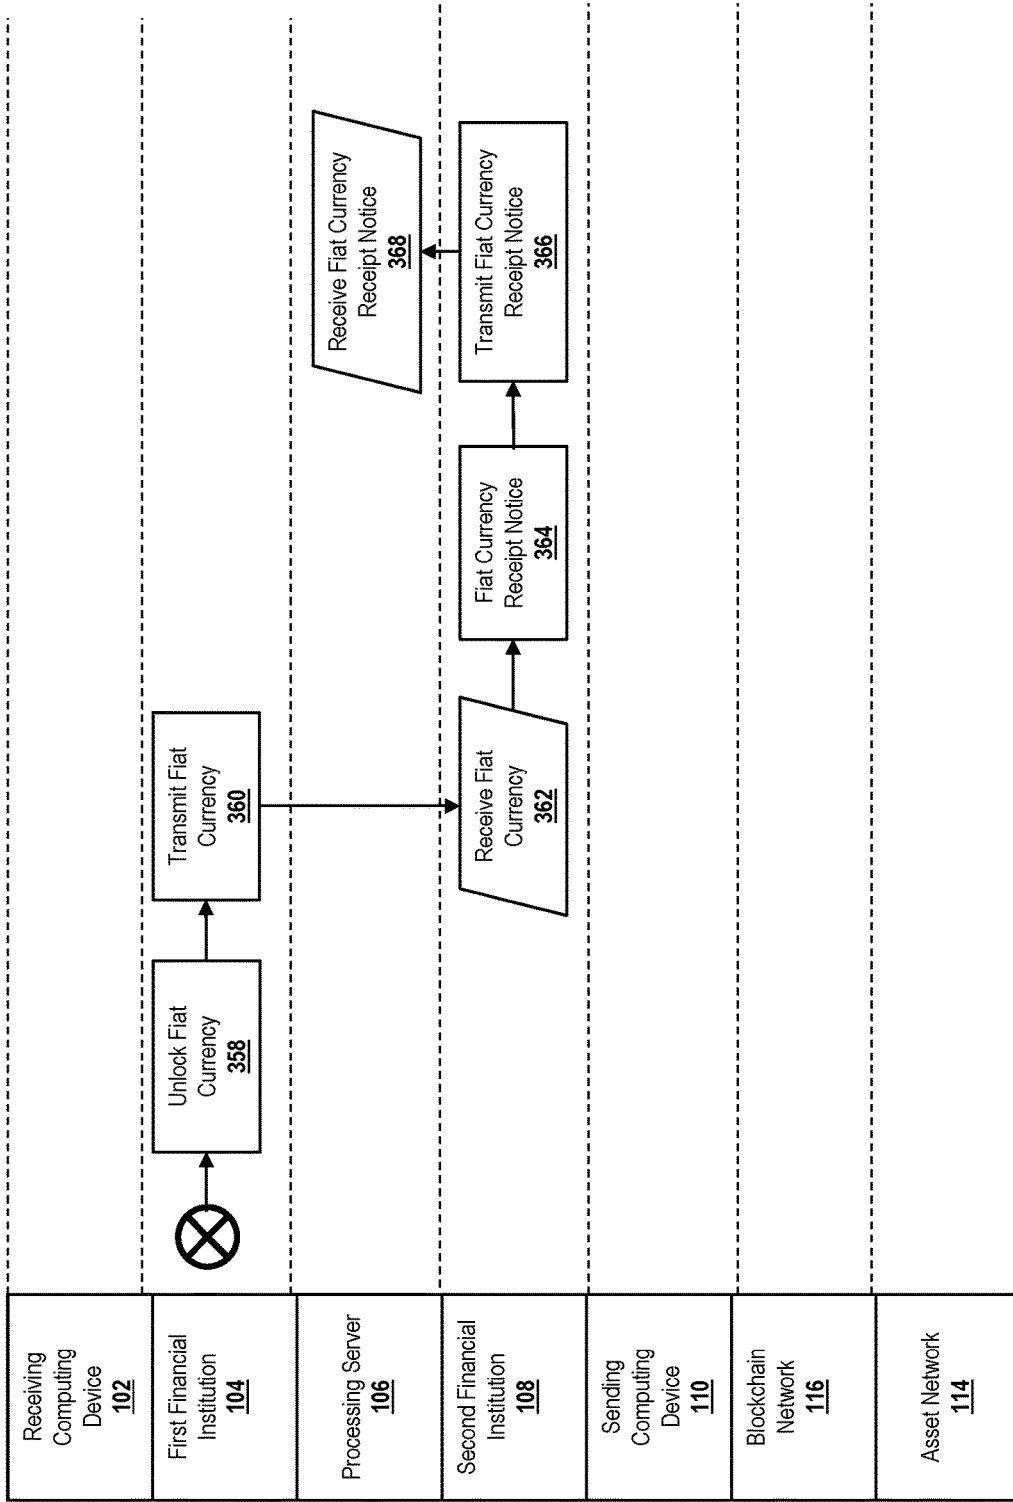 Receiving
Computing
Device
102
First Financial
Institution
104
Processing Server
106
Second Financial
Institution
108
Sending
Computing
Device
110
Blockchain
Network
116
Asset Network
114
Unlock Fiat
Currency
358
Transmit Fiat
Currency
360
Receive Fiat
Currency
362
Fiat Currency
Receipt Notice
364
Transmit Fiat Currency
Receipt Notice
366
Receive Fiat Currency
Receipt Notice
368